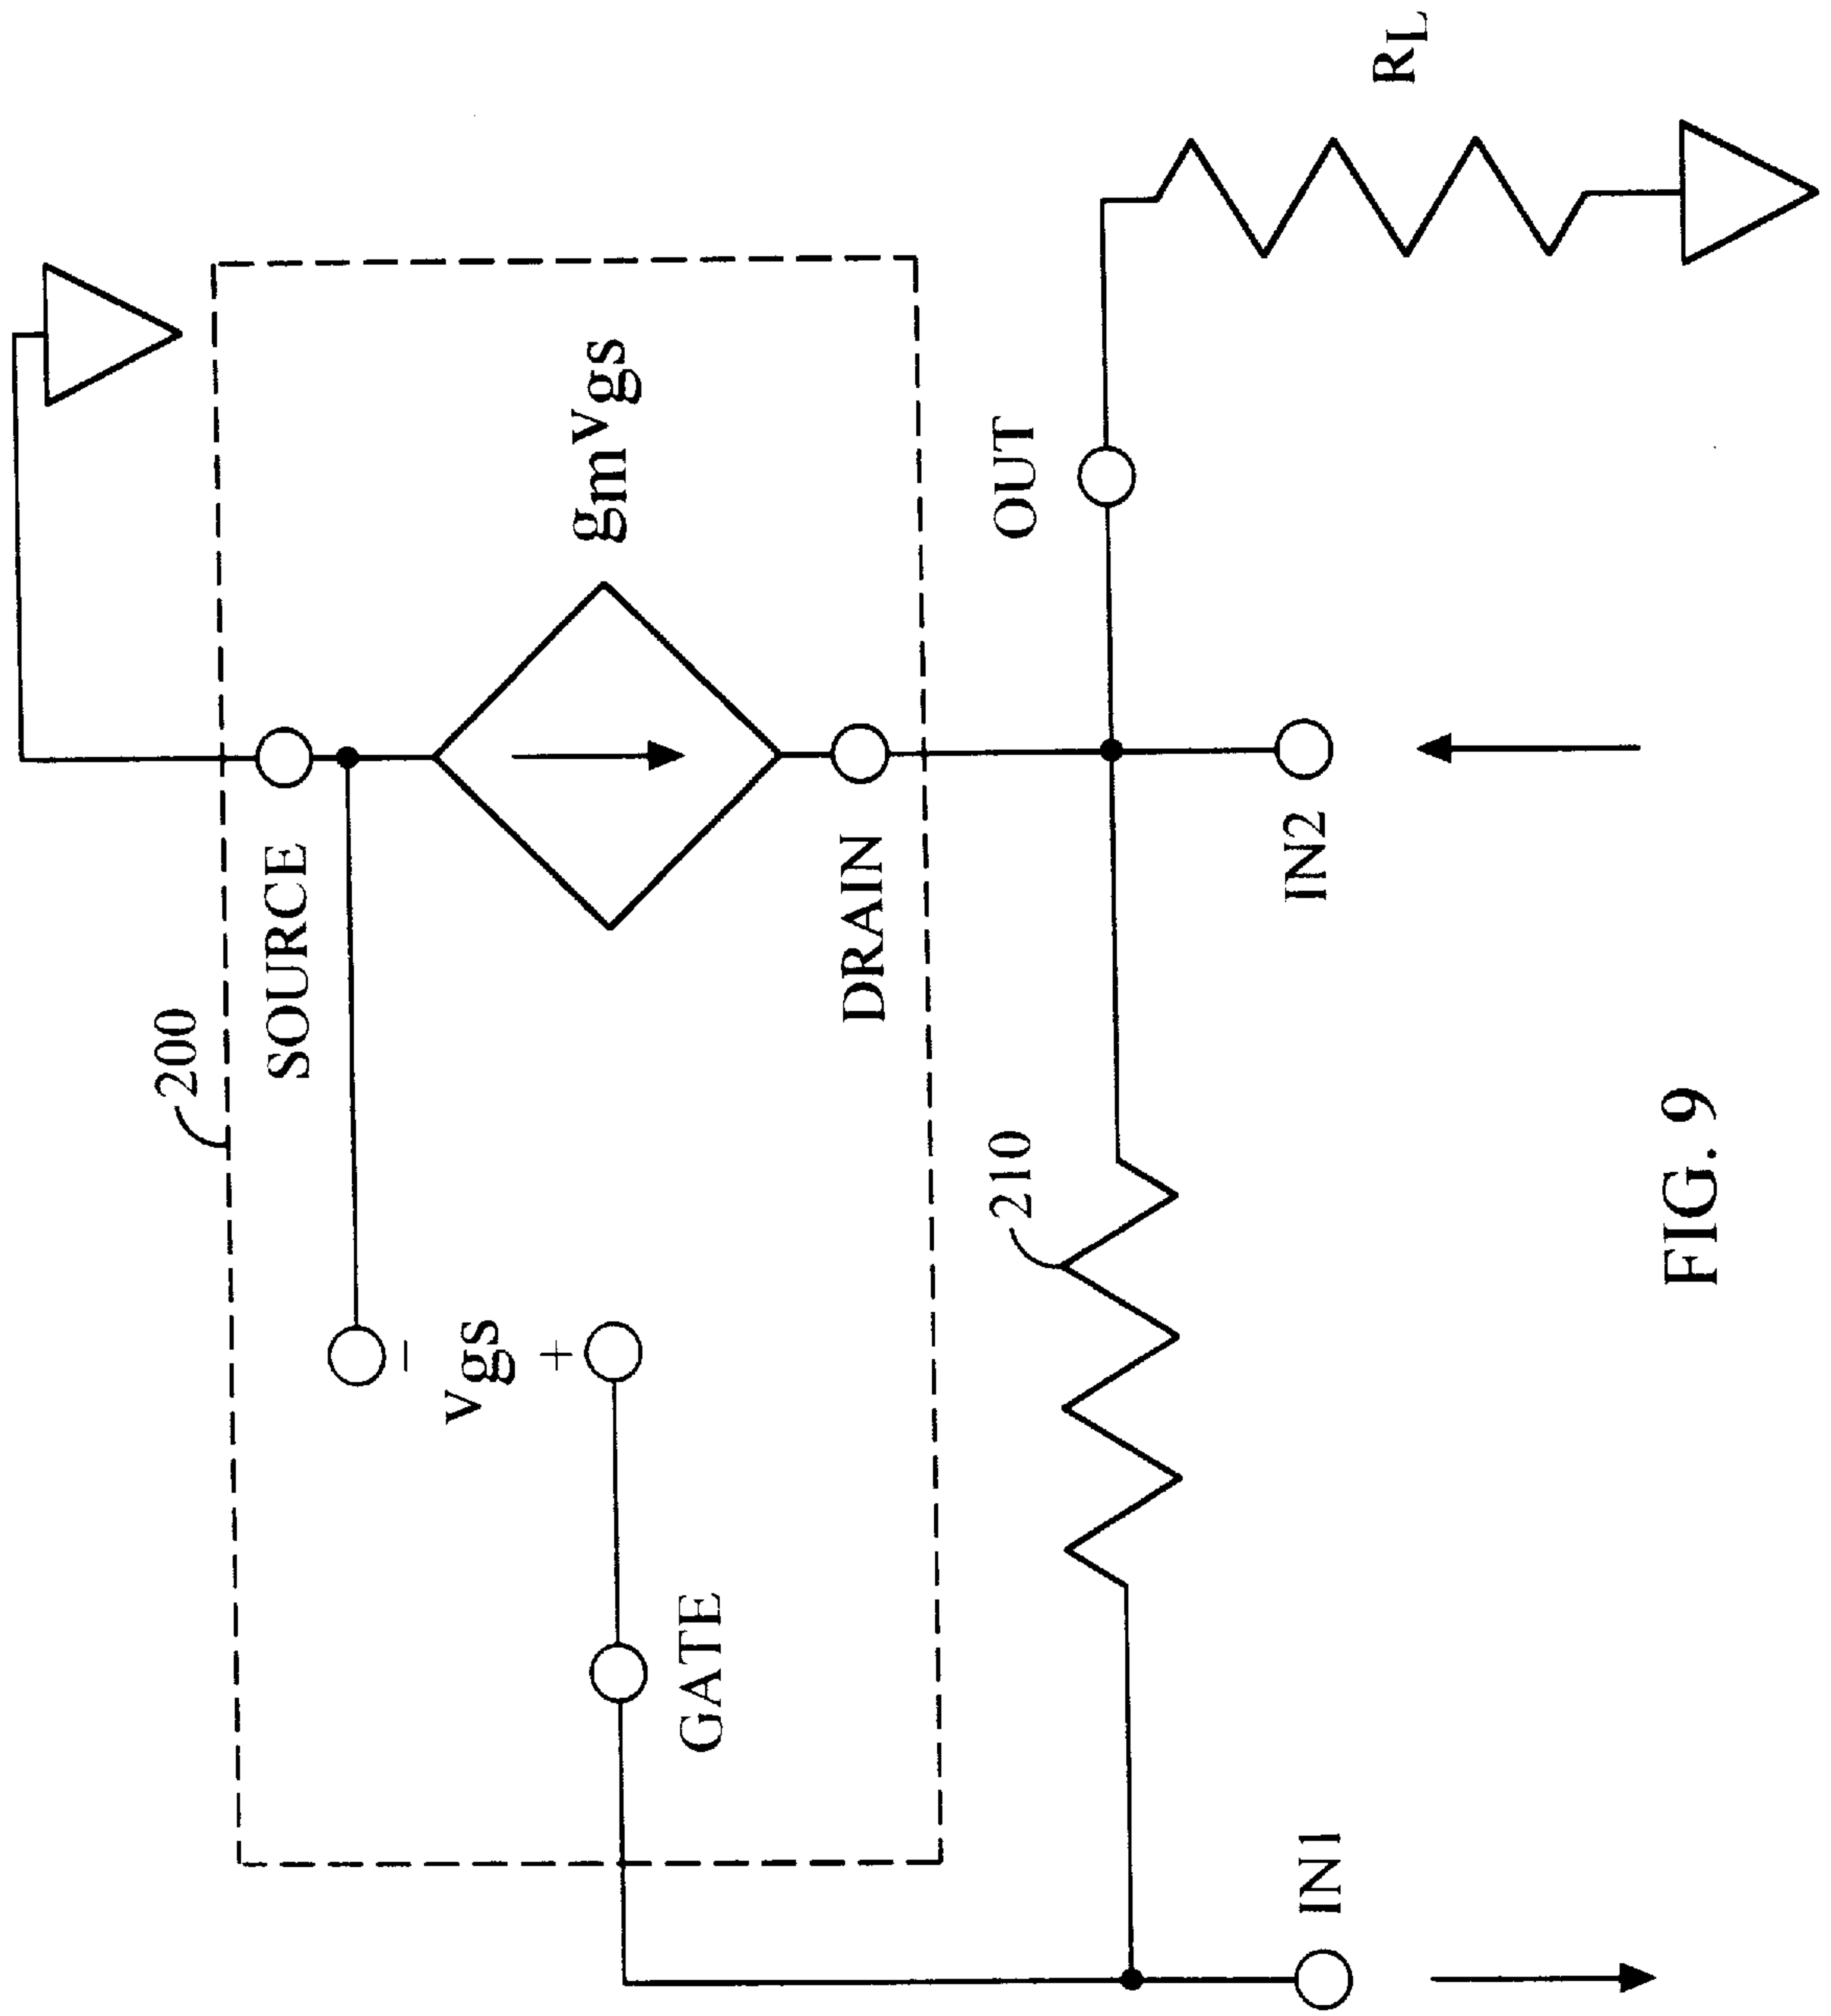 200
SOURCE
vgs
-
+
gmvgs
GATE
DRAIN
210
OUT
RL
IN1
IN2
FIG. 9